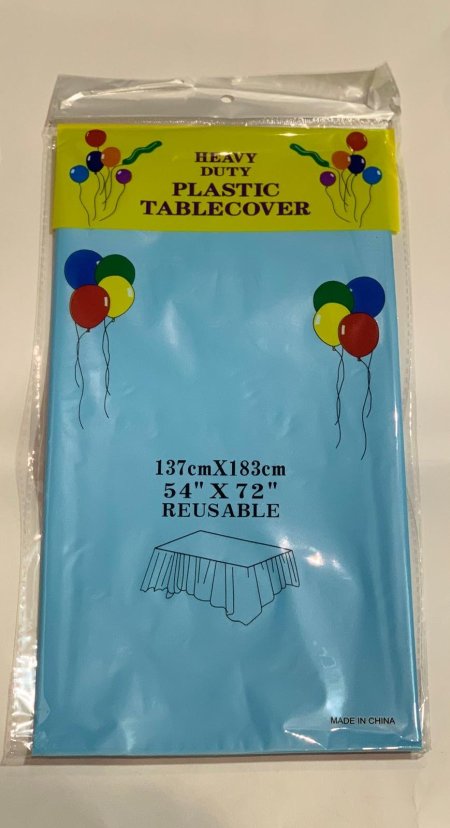 HEAVY
DUTY
PLASTIC
TABLECOVER
137cmX183cm
54" X 72"
REUSABLE
MADE IN CHINA